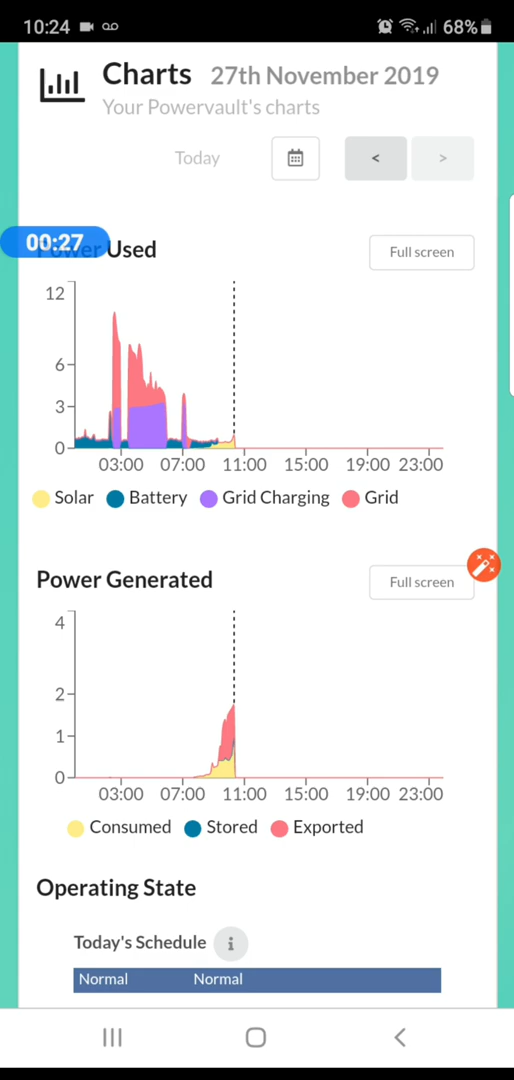 10:24 68%
Charts 27th November 2019
Your Powervault's charts
Today < >
00:27
Power Used Full screen
12
6
3
0
03:00 07:00 11:00 15:00 19:00 23:00
Solar Battery Grid Charging Grid
Power Generated Full screen
4
2
1
0
03:00 07:00 11:00 15:00 19:00 23:00
Consumed Stored Exported
Operating State
Today's Schedule i
Normal Normal